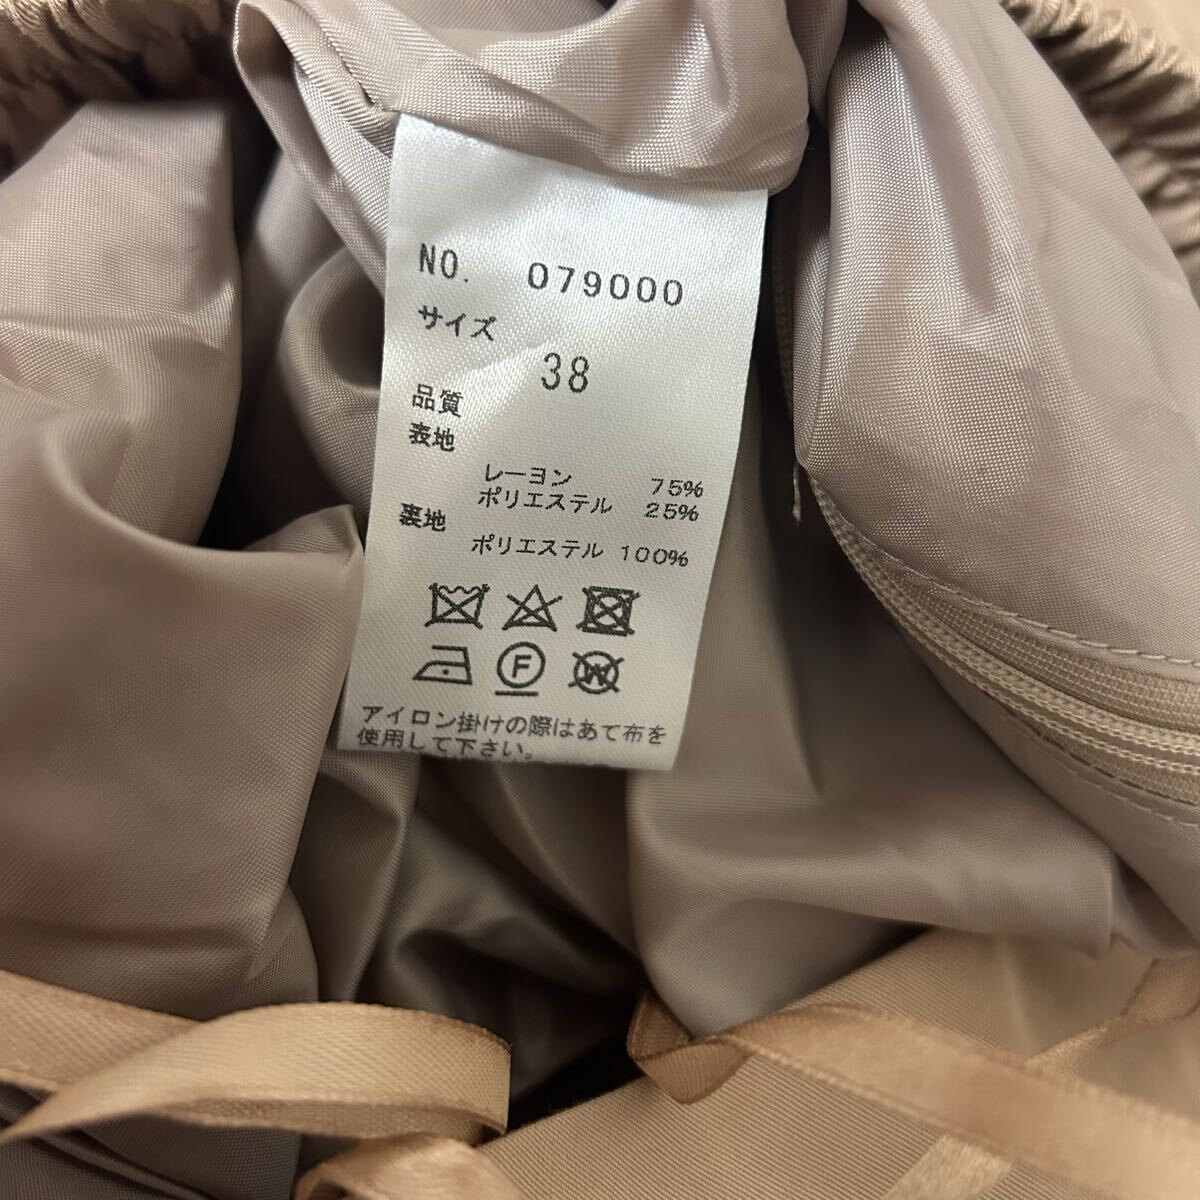 NO. 079000
サイズ
38
品質
表地
レーヨン 75%
ポリエステル 25%
裏地
ポリエステル 100%
F
W
アイロン掛けの際はあて布を
使用して下さい。